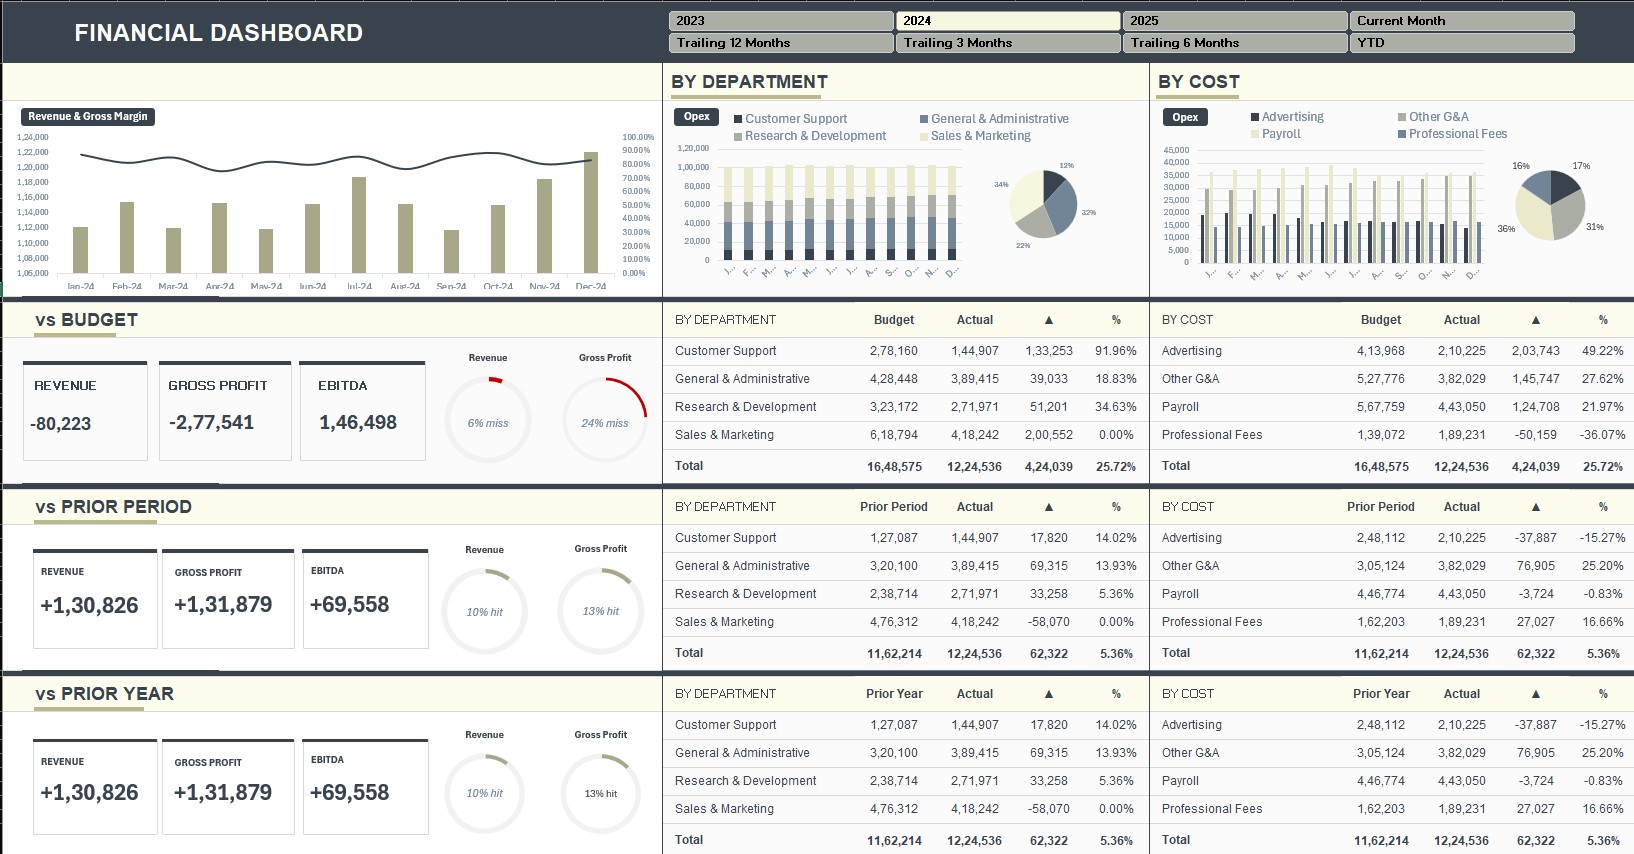 FINANCIAL DASHBOARD
2023 2024 2025 Current Month
Trailing 12 Months Trailing 3 Months Trailing 6 Months YTD
BY DEPARTMENT
BY COST
Revenue & Gross Margin
1,24,000
1,22,000
1,20,000
1,18,000
1,16,000
1,14,000
1,12,000
1,10,000
1,08,000
1,06,000
100.00%
90.00%
80.00%
70.00%
60.00%
50.00%
40.00%
30.00%
20.00%
10.00%
0.00%
Jan-24 Feb-24 Mar-24 Apr-24 May-24 Jun-24 Jul-24 Aug-24 Sep-24 Oct-24 Nov-24 Dec-24
Opex
Customer Support General & Administrative
Research & Development Sales & Marketing
1,20,000
1,00,000
80,000
60,000
40,000
20,000
0
J... F... M... A... M... J... J... A... S... O... N... D...
12%
32%
22%
34%
Opex
Advertising Other G&A
Payroll Professional Fees
45,000
40,000
35,000
30,000
25,000
20,000
15,000
10,000
5,000
0
J... F... M... A... M... J... J... A... S... O... N... D...
17%
31%
36%
16%
vs BUDGET
REVENUE
-80,223
GROSS PROFIT
-2,77,541
EBITDA
1,46,498
Revenue
6% miss
Gross Profit
24% miss
BY DEPARTMENT Budget Actual ▲ %
Customer Support 2,78,160 1,44,907 1,33,253 91.96%
General & Administrative 4,28,448 3,89,415 39,033 18.83%
Research & Development 3,23,172 2,71,971 51,201 34.63%
Sales & Marketing 6,18,794 4,18,242 2,00,552 0.00%
Total 16,48,575 12,24,536 4,24,039 25.72%
BY COST Budget Actual ▲ %
Advertising 4,13,968 2,10,225 2,03,743 49.22%
Other G&A 5,27,776 3,82,029 1,45,747 27.62%
Payroll 5,67,759 4,43,050 1,24,708 21.97%
Professional Fees 1,39,072 1,89,231 -50,159 -36.07%
Total 16,48,575 12,24,536 4,24,039 25.72%
vs PRIOR PERIOD
REVENUE
+1,30,826
GROSS PROFIT
+1,31,879
EBITDA
+69,558
Revenue
10% hit
Gross Profit
13% hit
BY DEPARTMENT Prior Period Actual ▲ %
Customer Support 1,27,087 1,44,907 17,820 14.02%
General & Administrative 3,20,100 3,89,415 69,315 13.93%
Research & Development 2,38,714 2,71,971 33,258 5.36%
Sales & Marketing 4,76,312 4,18,242 -58,070 0.00%
Total 11,62,214 12,24,536 62,322 5.36%
BY COST Prior Period Actual ▲ %
Advertising 2,48,112 2,10,225 -37,887 -15.27%
Other G&A 3,05,124 3,82,029 76,905 25.20%
Payroll 4,46,774 4,43,050 -3,724 -0.83%
Professional Fees 1,62,203 1,89,231 27,027 16.66%
Total 11,62,214 12,24,536 62,322 5.36%
vs PRIOR YEAR
REVENUE
+1,30,826
GROSS PROFIT
+1,31,879
EBITDA
+69,558
Revenue
10% hit
Gross Profit
13% hit
BY DEPARTMENT Prior Year Actual ▲ %
Customer Support 1,27,087 1,44,907 17,820 14.02%
General & Administrative 3,20,100 3,89,415 69,315 13.93%
Research & Development 2,38,714 2,71,971 33,258 5.36%
Sales & Marketing 4,76,312 4,18,242 -58,070 0.00%
Total 11,62,214 12,24,536 62,322 5.36%
BY COST Prior Year Actual ▲ %
Advertising 2,48,112 2,10,225 -37,887 -15.27%
Other G&A 3,05,124 3,82,029 76,905 25.20%
Payroll 4,46,774 4,43,050 -3,724 -0.83%
Professional Fees 1,62,203 1,89,231 27,027 16.66%
Total 11,62,214 12,24,536 62,322 5.36%